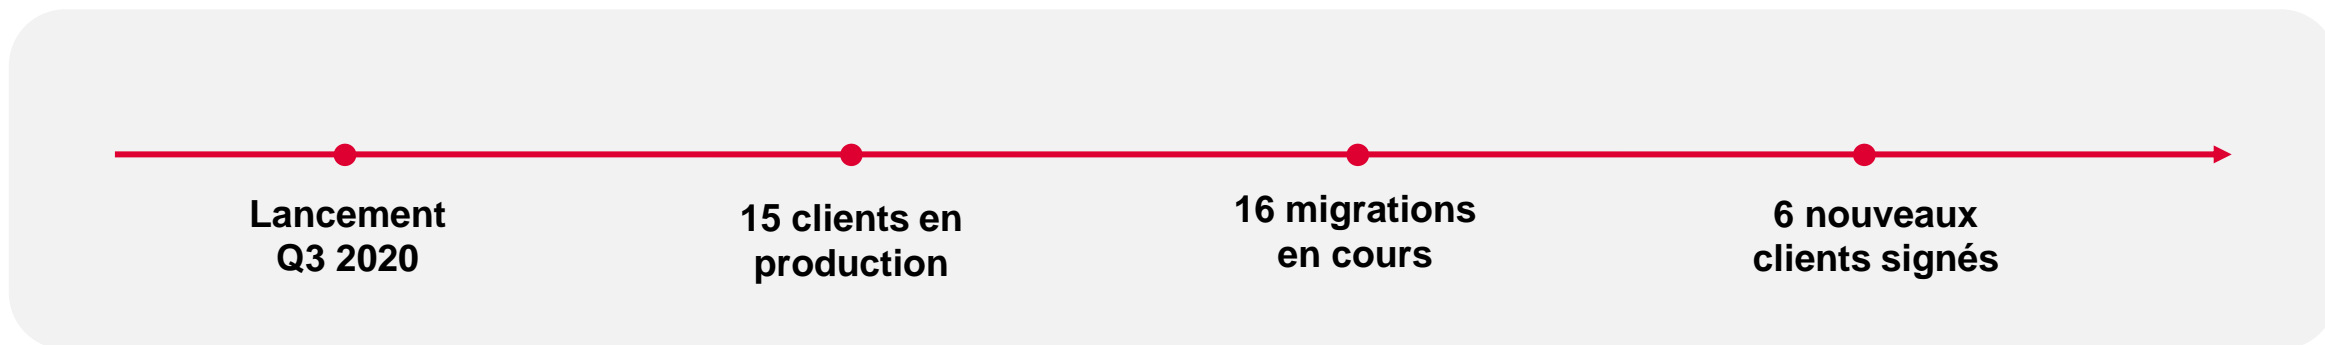 Lancement
Q3 2020
15 clients en
production
16 migrations
en cours
6 nouveaux
clients signés